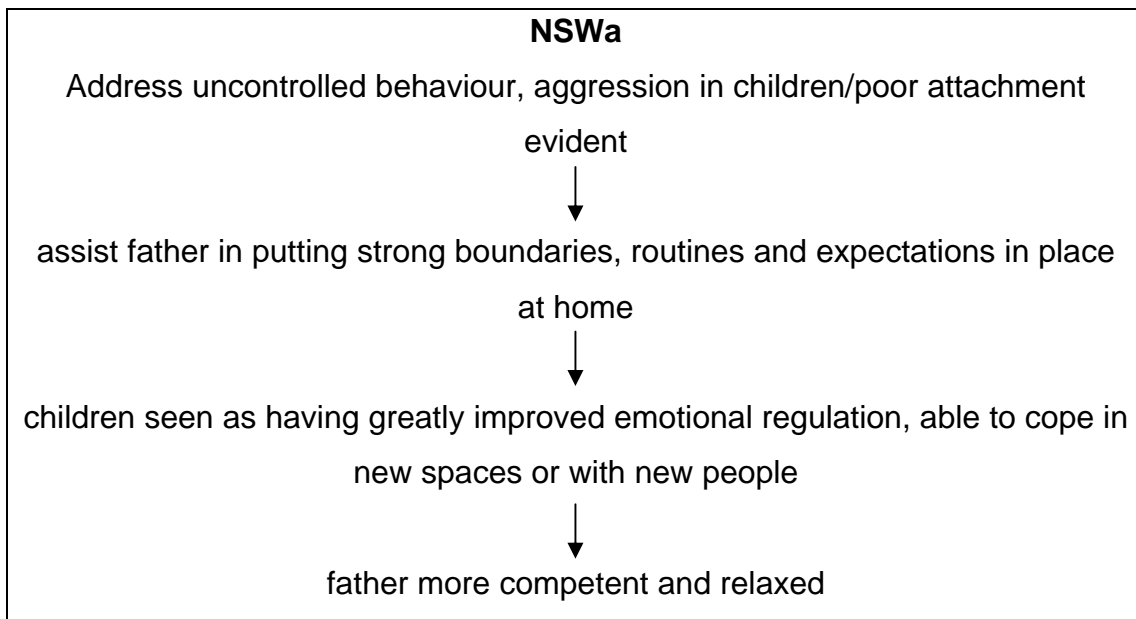 NSWa
Address uncontrolled behaviour, aggression in children/poor attachment
evident
assist father in putting strong boundaries, routines and expectations in place
at home
children seen as having greatly improved emotional regulation, able to cope in
new spaces or with new people
father more competent and relaxed